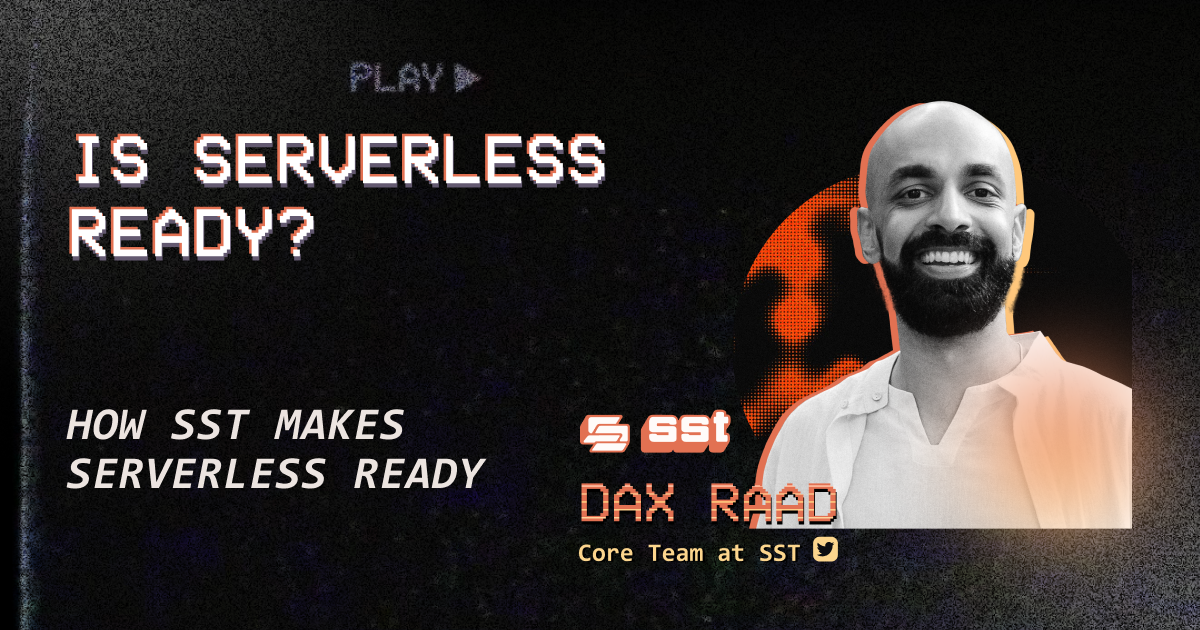 PLAY
IS SERVERLESS
READY?
HOW SST MAKES
SERVERLESS READY
sst
DAX RAAD
Core Team at SST